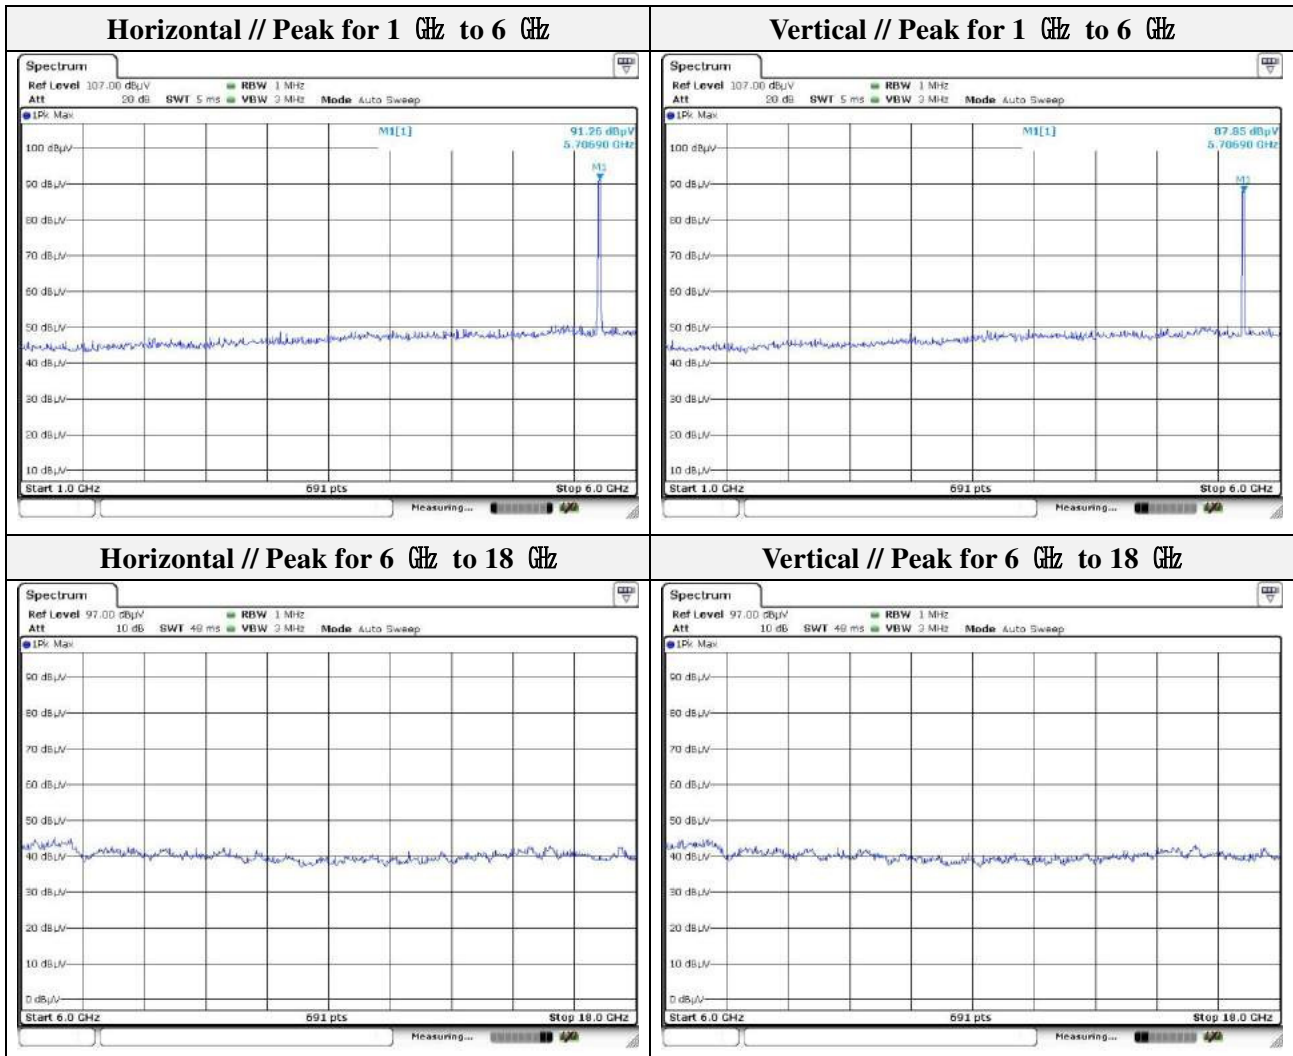 Horizontal // Peak for 1 ㎓ to 6 ㎓
Spectrum
Ref Level 107.00 dBµV
RBW 1 MHz
Att 20 dB SWT 5 ms VBW 3 MHz Mode Auto Sweep
1Pk Max
M1[1] 91.26 dBµV
5.70690 GHz
M1
100 dBµV
90 dBµV
80 dBµV
70 dBµV
60 dBµV
50 dBµV
40 dBµV
30 dBµV
20 dBµV
10 dBµV
Start 1.0 GHz 691 pts Stop 6.0 GHz
Measuring...
Vertical // Peak for 1 ㎓ to 6 ㎓
Spectrum
Ref Level 107.00 dBµV
RBW 1 MHz
Att 20 dB SWT 5 ms VBW 3 MHz Mode Auto Sweep
1Pk Max
M1[1] 87.85 dBµV
5.70690 GHz
M1
100 dBµV
90 dBµV
80 dBµV
70 dBµV
60 dBµV
50 dBµV
40 dBµV
30 dBµV
20 dBµV
10 dBµV
Start 1.0 GHz 691 pts Stop 6.0 GHz
Measuring...
Horizontal // Peak for 6 ㎓ to 18 ㎓
Spectrum
Ref Level 97.00 dBµV
RBW 1 MHz
Att 10 dB SWT 48 ms VBW 3 MHz Mode Auto Sweep
1Pk Max
90 dBµV
80 dBµV
70 dBµV
60 dBµV
50 dBµV
40 dBµV
30 dBµV
20 dBµV
10 dBµV
0 dBµV
Start 6.0 GHz 691 pts Stop 18.0 GHz
Measuring...
Vertical // Peak for 6 ㎓ to 18 ㎓
Spectrum
Ref Level 97.00 dBµV
RBW 1 MHz
Att 10 dB SWT 48 ms VBW 3 MHz Mode Auto Sweep
1Pk Max
90 dBµV
80 dBµV
70 dBµV
60 dBµV
50 dBµV
40 dBµV
30 dBµV
20 dBµV
10 dBµV
0 dBµV
Start 6.0 GHz 691 pts Stop 18.0 GHz
Measuring...